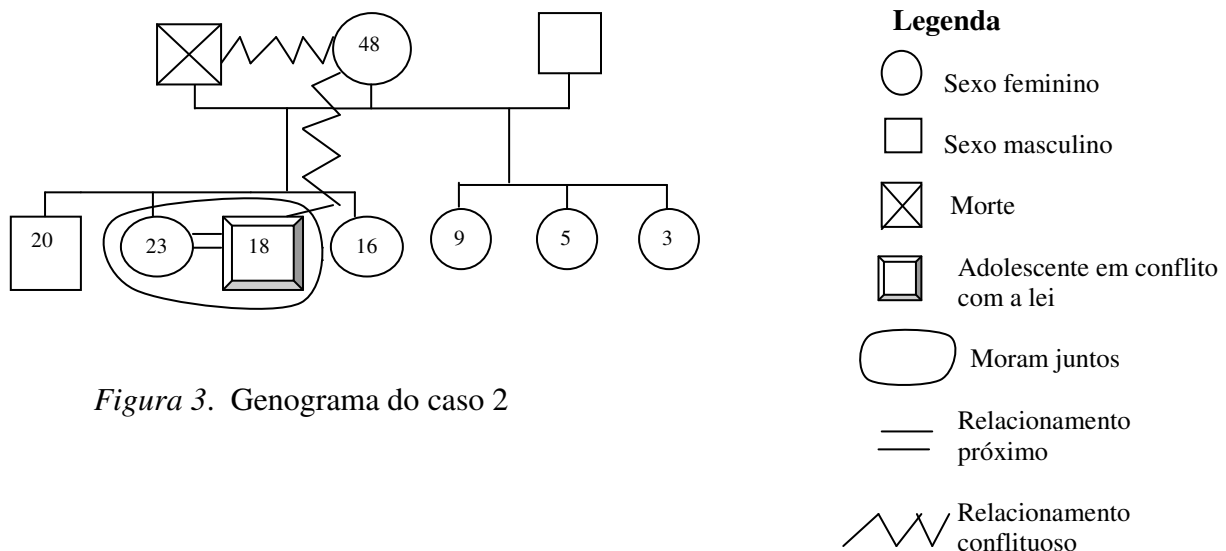 48
20
23
18
16
9
5
3
Figura 3. Genograma do caso 2
Legenda
Sexo feminino
Sexo masculino
Morte
Adolescente em conflito
com a lei
Moram juntos
Relacionamento
próximo
Relacionamento
conflituoso